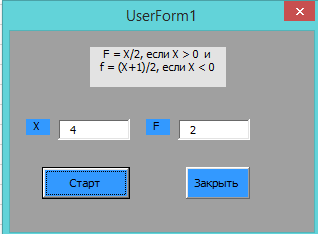 UserForm1
F = X/2, если X > 0 и
f = (X+1)/2, если X < 0
X 4 F 2
Старт Закрыть